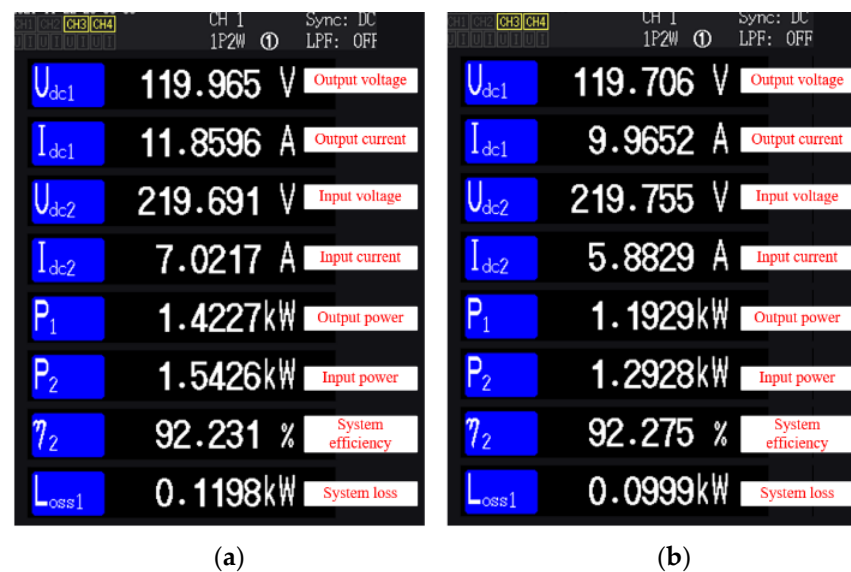 CH1 CH2 CH3 CH4 CH 1 Sync: DC
U I U I U I U I 1P2W ① LPF: OFF
Udc1 119.965 V Output voltage
Idc1 11.8596 A Output current
Udc2 219.691 V Input voltage
Idc2 7.0217 A Input current
P1 1.4227kW Output power
P2 1.5426kW Input power
η2 92.231 % System efficiency
Loss1 0.1198kW System loss
(a)
CH1 CH2 CH3 CH4 CH 1 Sync: DC
U I U I U I U I 1P2W ① LPF: OFF
Udc1 119.706 V Output voltage
Idc1 9.9652 A Output current
Udc2 219.755 V Input voltage
Idc2 5.8829 A Input current
P1 1.1929kW Output power
P2 1.2928kW Input power
η2 92.275 % System efficiency
Loss1 0.0999kW System loss
(b)